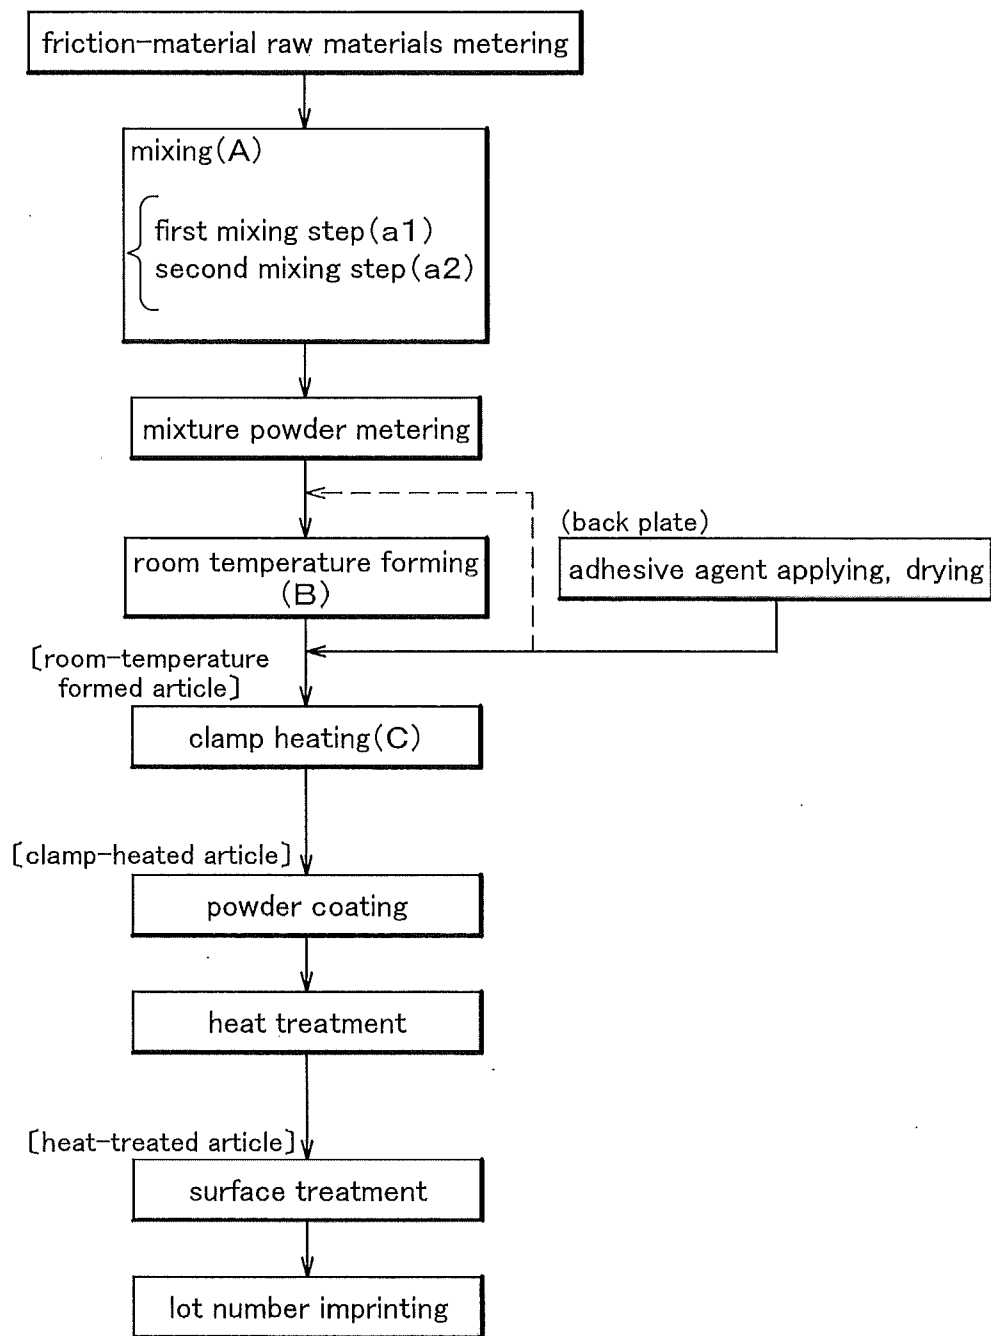 friction-material raw materials metering
mixing(A)
first mixing step(a1)
second mixing step(a2)
mixture powder metering
(back plate)
adhesive agent applying, drying
room temperature forming
(B)
[room-temperature
formed article]
clamp heating(C)
[clamp-heated article]
powder coating
heat treatment
[heat-treated article]
surface treatment
lot number imprinting